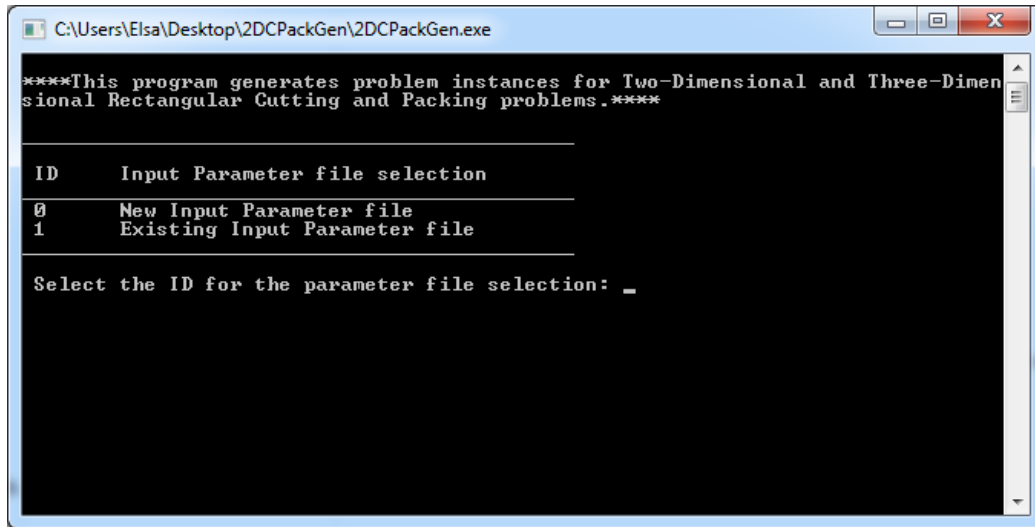 C:\Users\Elsa\Desktop\2DCPackGen\2DCPackGen.exe
****This program generates problem instances for Two-Dimensional and Three-Dimen
sional Rectangular Cutting and Packing problems.****
ID Input Parameter file selection
0 New Input Parameter file
1 Existing Input Parameter file
Select the ID for the parameter file selection: _